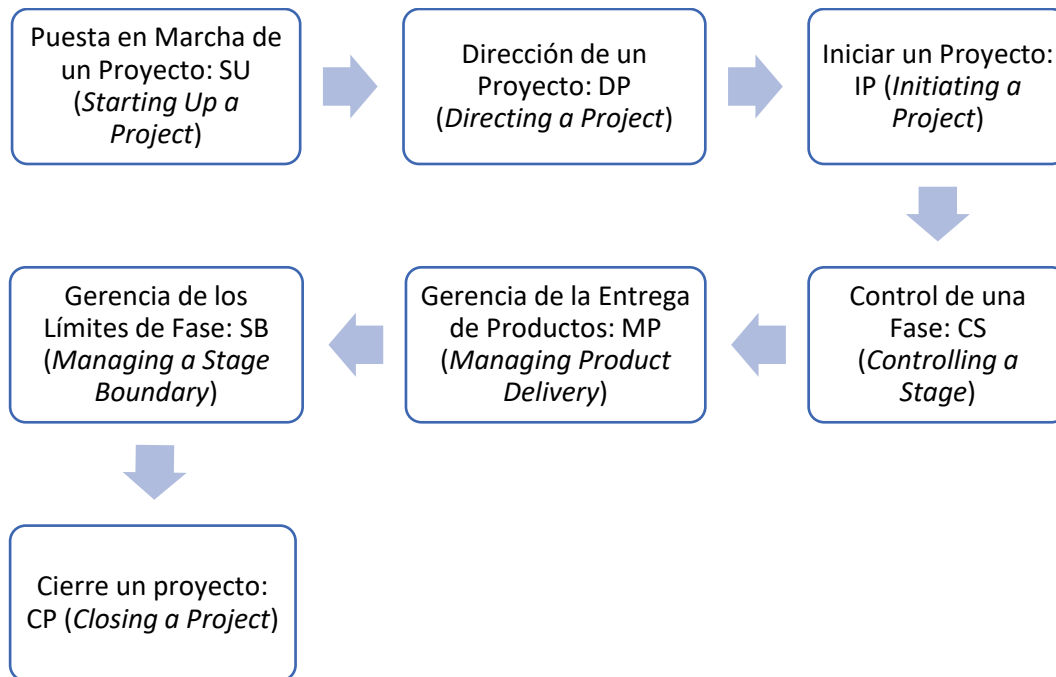 Puesta en Marcha de
un Proyecto: SU
(Starting Up a
Project)
Dirección de un
Proyecto: DP
(Directing a Project)
Iniciar un Proyecto:
IP (Initiating a
Project)
Control de una
Fase: CS
(Controlling a
Stage)
Gerencia de la Entrega
de Productos: MP
(Managing Product
Delivery)
Gerencia de los
Límites de Fase: SB
(Managing a Stage
Boundary)
Cierre un proyecto:
CP (Closing a Project)